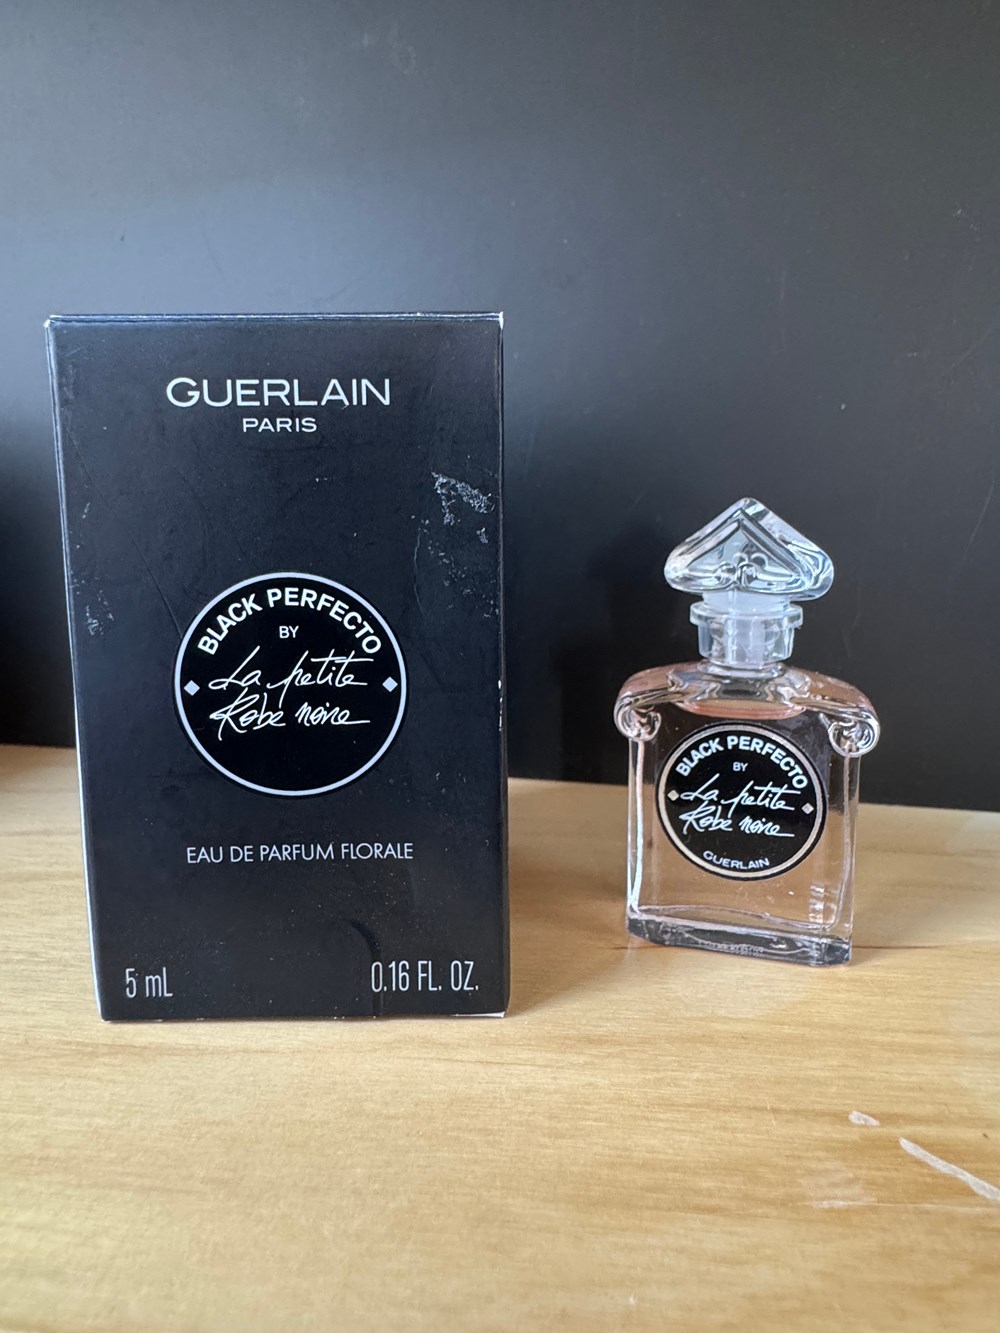 GUERLAIN
PARIS
BLACK PERFECTO
BY
La petite
Robe noire
EAU DE PARFUM FLORALE
5 mL
0.16 FL. OZ.
BLACK PERFECTO
BY
La petite
Robe noire
GUERLAIN